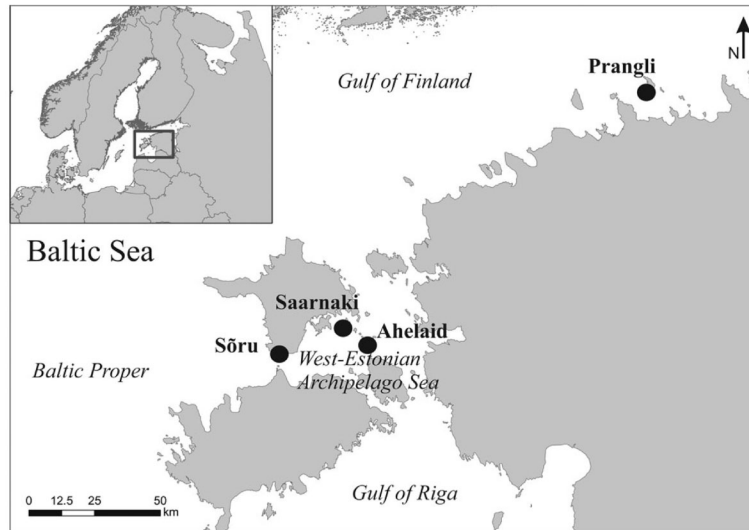 N
Gulf of Finland
Prangli
Baltic Sea
Saarnaki
Ahelaid
Sõru
West-Estonian
Archipelago Sea
Baltic Proper
Gulf of Riga
0 12.5 25 50
km